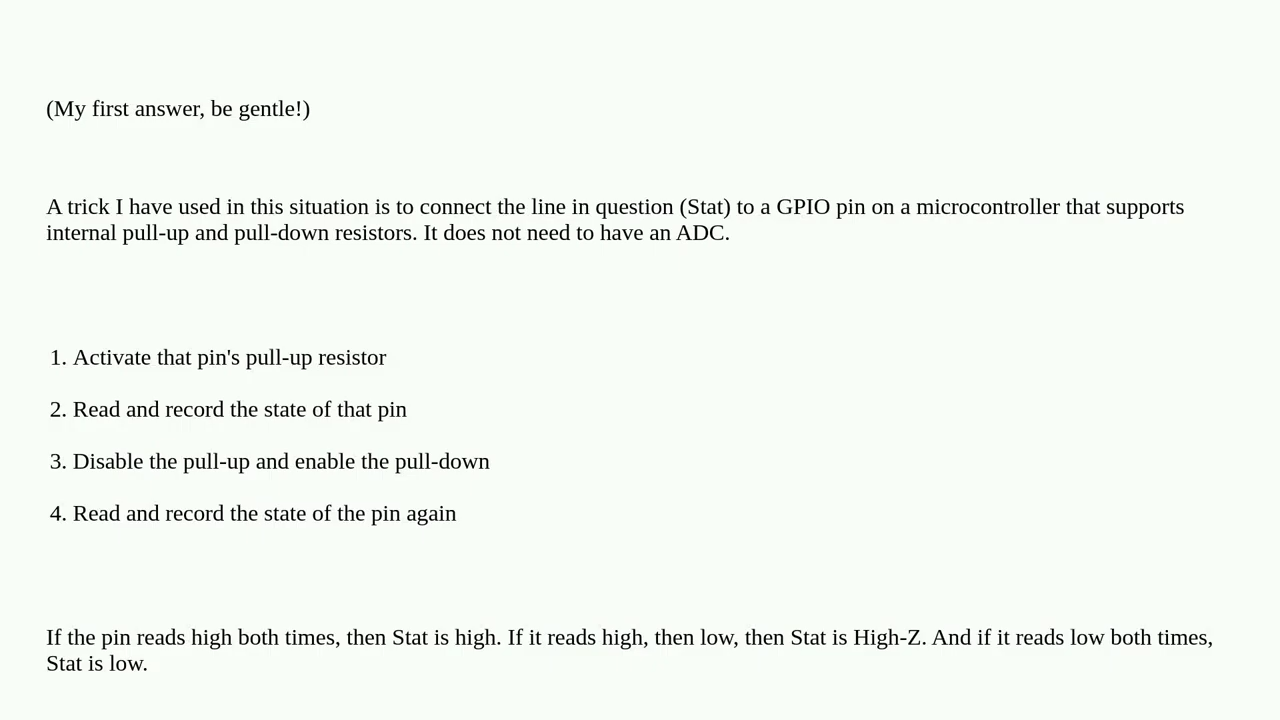 (My first answer, be gentle!)
A trick I have used in this situation is to connect the line in question (Stat) to a GPIO pin on a microcontroller that supports
internal pull-up and pull-down resistors. It does not need to have an ADC.
1. Activate that pin's pull-up resistor
2. Read and record the state of that pin
3. Disable the pull-up and enable the pull-down
4. Read and record the state of the pin again
If the pin reads high both times, then Stat is high. If it reads high, then low, then Stat is High-Z. And if it reads low both times,
Stat is low.